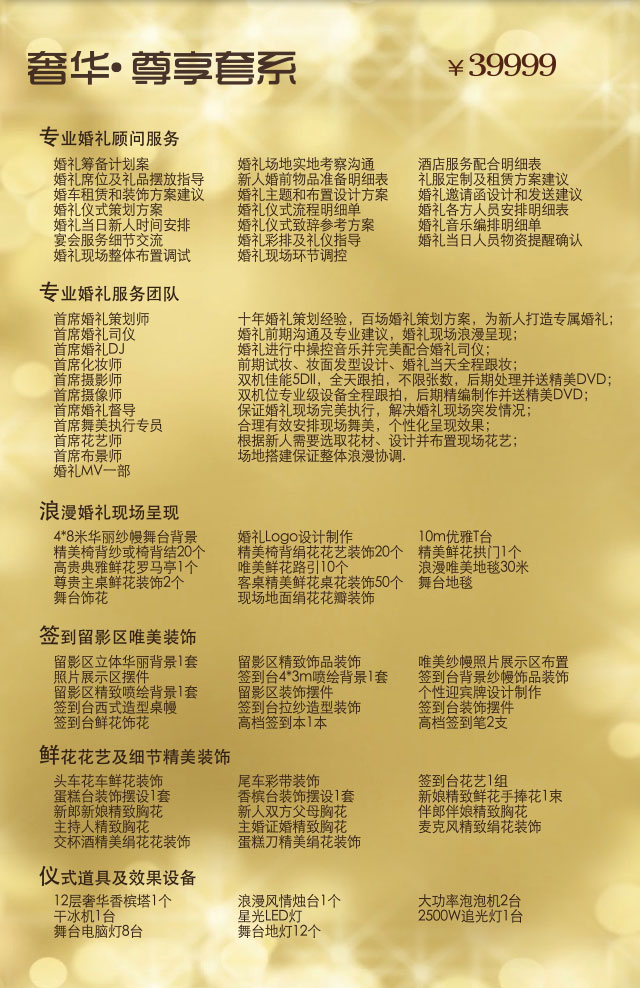 奢华·尊享套系 ￥39999
专业婚礼顾问服务
婚礼筹备计划案 婚礼场地实地考察沟通 酒店服务配合明细表
婚礼席位及礼品摆放指导 新人婚前物品准备明细表 礼服定制及租赁方案建议
婚车租赁和装饰方案建议 婚礼主题和布置设计方案 婚礼邀请函设计和发送建议
婚礼仪式策划方案 婚礼仪式流程明细单 婚礼各方人员安排明细表
婚礼当日新人时间安排 婚礼仪式致辞参考方案 婚礼音乐编排明细单
宴会服务细节交流 婚礼彩排及礼仪指导 婚礼当日人员物资提醒确认
婚礼现场整体布置调试 婚礼现场环节调控
专业婚礼服务团队
首席婚礼策划师 十年婚礼策划经验，百场婚礼策划方案，为新人打造专属婚礼；
首席婚礼司仪 婚礼前期沟通及专业建议，婚礼现场浪漫呈现；
首席婚礼DJ 婚礼进行中操控音乐并完美配合婚礼司仪；
首席化妆师 前期试妆、妆面发型设计、婚礼当天全程跟妆；
首席摄影师 双机佳能5DII，全天跟拍，不限张数，后期处理并送精美DVD；
首席摄像师 双机位专业级设备全程跟拍，后期精编制作并送精美DVD；
首席婚礼督导 保证婚礼现场完美执行，解决婚礼现场突发情况；
首席舞美执行专员 合理有效安排现场舞美，个性化呈现效果；
首席花艺师 根据新人需要选取花材、设计并布置现场花艺；
首席布景师 场地搭建保证整体浪漫协调.
婚礼MV一部
浪漫婚礼现场呈现
4*8米华丽纱幔舞台背景 婚礼Logo设计制作 10m优雅T台
精美椅背纱或椅背结20个 精美椅背绢花花艺装饰20个 精美鲜花拱门1个
高贵典雅鲜花罗马亭1个 唯美鲜花路引10个 浪漫唯美地毯30米
尊贵主桌鲜花装饰2个 客桌精美鲜花桌花装饰50个 舞台地毯
舞台饰花 现场地面绢花花瓣装饰
签到留影区唯美装饰
留影区立体华丽背景1套 留影区精致饰品装饰 唯美纱幔照片展示区布置
照片展示区摆件 签到台4*3m喷绘背景1套 签到台背景纱幔饰品装饰
留影区精致喷绘背景1套 留影区装饰摆件 个性迎宾牌设计制作
签到台西式造型桌幔 签到台拉纱造型装饰 签到台装饰摆件
签到台鲜花饰花 高档签到本1本 高档签到笔2支
鲜花花艺及细节精美装饰
头车花车鲜花装饰 尾车彩带装饰 签到台花艺1组
蛋糕台装饰摆设1套 香槟台装饰摆设1套 新娘精致鲜花手捧花1束
新郎新娘精致胸花 新人双方父母胸花 伴郎伴娘精致胸花
主持人精致胸花 主婚证婚精致胸花 麦克风精致绢花装饰
交杯酒精美绢花花装饰 蛋糕刀精美绢花装饰
仪式道具及效果设备
12层奢华香槟塔1个 浪漫风情烛台1个 大功率泡泡机2台
干冰机1台 星光LED灯 2500W追光灯1台
舞台电脑灯8台 舞台地灯12个